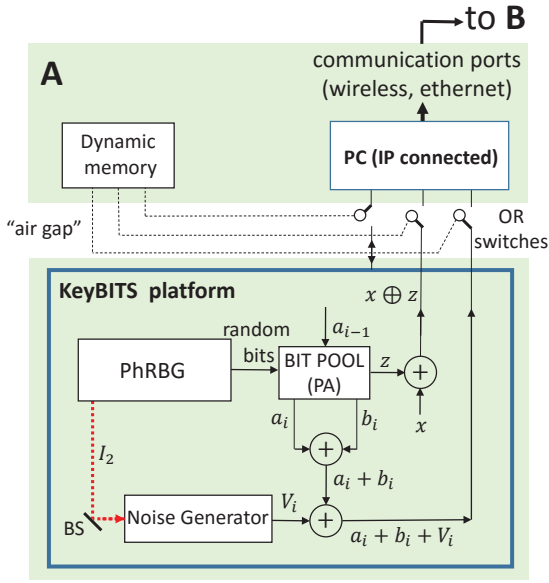 to B
communication ports
(wireless, ethernet)
A
Dynamic
memory
PC (IP connected)
"air gap"
OR
switches
KeyBITS platform
x ⊕ z
a_{i−1}
random
bits
PhRBG
BIT POOL
(PA)
z
+
a_i
b_i
x
+
I_2
a_i + b_i
BS
Noise Generator
V_i
+
a_i + b_i + V_i